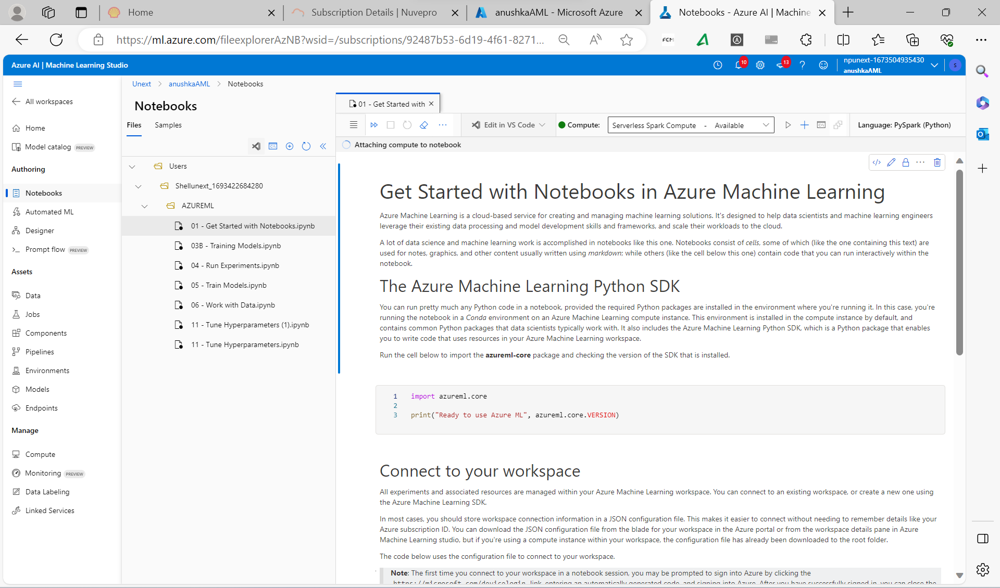 Home
Subscription Details | Nuvepro
anushkaAML - Microsoft Azure
Notebooks - Azure AI | Machine
https://ml.azure.com/fileexplorerAzNB?wsid=/subscriptions/92487b53-6d19-4f61-8271...
FCM
Azure AI | Machine Learning Studio
10
13
npunext-1673504935430
anushkaAML
S
All workspaces
Home
Model catalog PREVIEW
Authoring
Notebooks
Automated ML
Designer
Prompt flow PREVIEW
Assets
Data
Jobs
Components
Pipelines
Environments
Models
Endpoints
Manage
Compute
Monitoring PREVIEW
Data Labeling
Linked Services
Unext > anushkaAML > Notebooks
Notebooks
Files Samples
Users
Shellunext_1693422684280
AZUREML
01 - Get Started with Notebooks.ipynb
03B - Training Models.ipynb
04 - Run Experiments.ipynb
05 - Train Models.ipynb
06 - Work with Data.ipynb
11 - Tune Hyperparameters (1).ipynb
11 - Tune Hyperparameters.ipynb
01 - Get Started with
Edit in VS Code
Compute:
Serverless Spark Compute - Available
Language: PySpark (Python)
Attaching compute to notebook
Get Started with Notebooks in Azure Machine Learning
Azure Machine Learning is a cloud-based service for creating and managing machine learning solutions. It's designed to help data scientists and machine learning engineers
leverage their existing data processing and model development skills and frameworks, and scale their workloads to the cloud.
A lot of data science and machine learning work is accomplished in notebooks like this one. Notebooks consist of cells, some of which (like the one containing this text) are
used for notes, graphics, and other content usually written using markdown; while others (like the cell below this one) contain code that you can run interactively within the
notebook.
The Azure Machine Learning Python SDK
You can run pretty much any Python code in a notebook, provided the required Python packages are installed in the environment where you're running it. In this case, you're
running the notebook in a Conda environment on an Azure Machine Learning compute instance. This environment is installed in the compute instance by default, and
contains common Python packages that data scientists typically work with. It also includes the Azure Machine Learning Python SDK, which is a Python package that enables
you to write code that uses resources in your Azure Machine Learning workspace.
Run the cell below to import the azureml-core package and checking the version of the SDK that is installed.
1 import azureml.core
2
3 print("Ready to use Azure ML", azureml.core.VERSION)
Connect to your workspace
All experiments and associated resources are managed within your Azure Machine Learning workspace. You can connect to an existing workspace, or create a new one using
the Azure Machine Learning SDK.
In most cases, you should store workspace connection information in a JSON configuration file. This makes it easier to connect without needing to remember details like your
Azure subscription ID. You can download the JSON configuration file from the blade for your workspace in the Azure portal or from the workspace details pane in Azure
Machine Learning studio, but if you're using a compute instance within your workspace, the configuration file has already been downloaded to the root folder.
The code below uses the configuration file to connect to your workspace.
Note: The first time you connect to your workspace in a notebook session, you may be prompted to sign into Azure by clicking the
https://microsoft.com/devicelogin link, entering an automatically generated code, and signing into Azure. After you have successfully signed in, you can close the